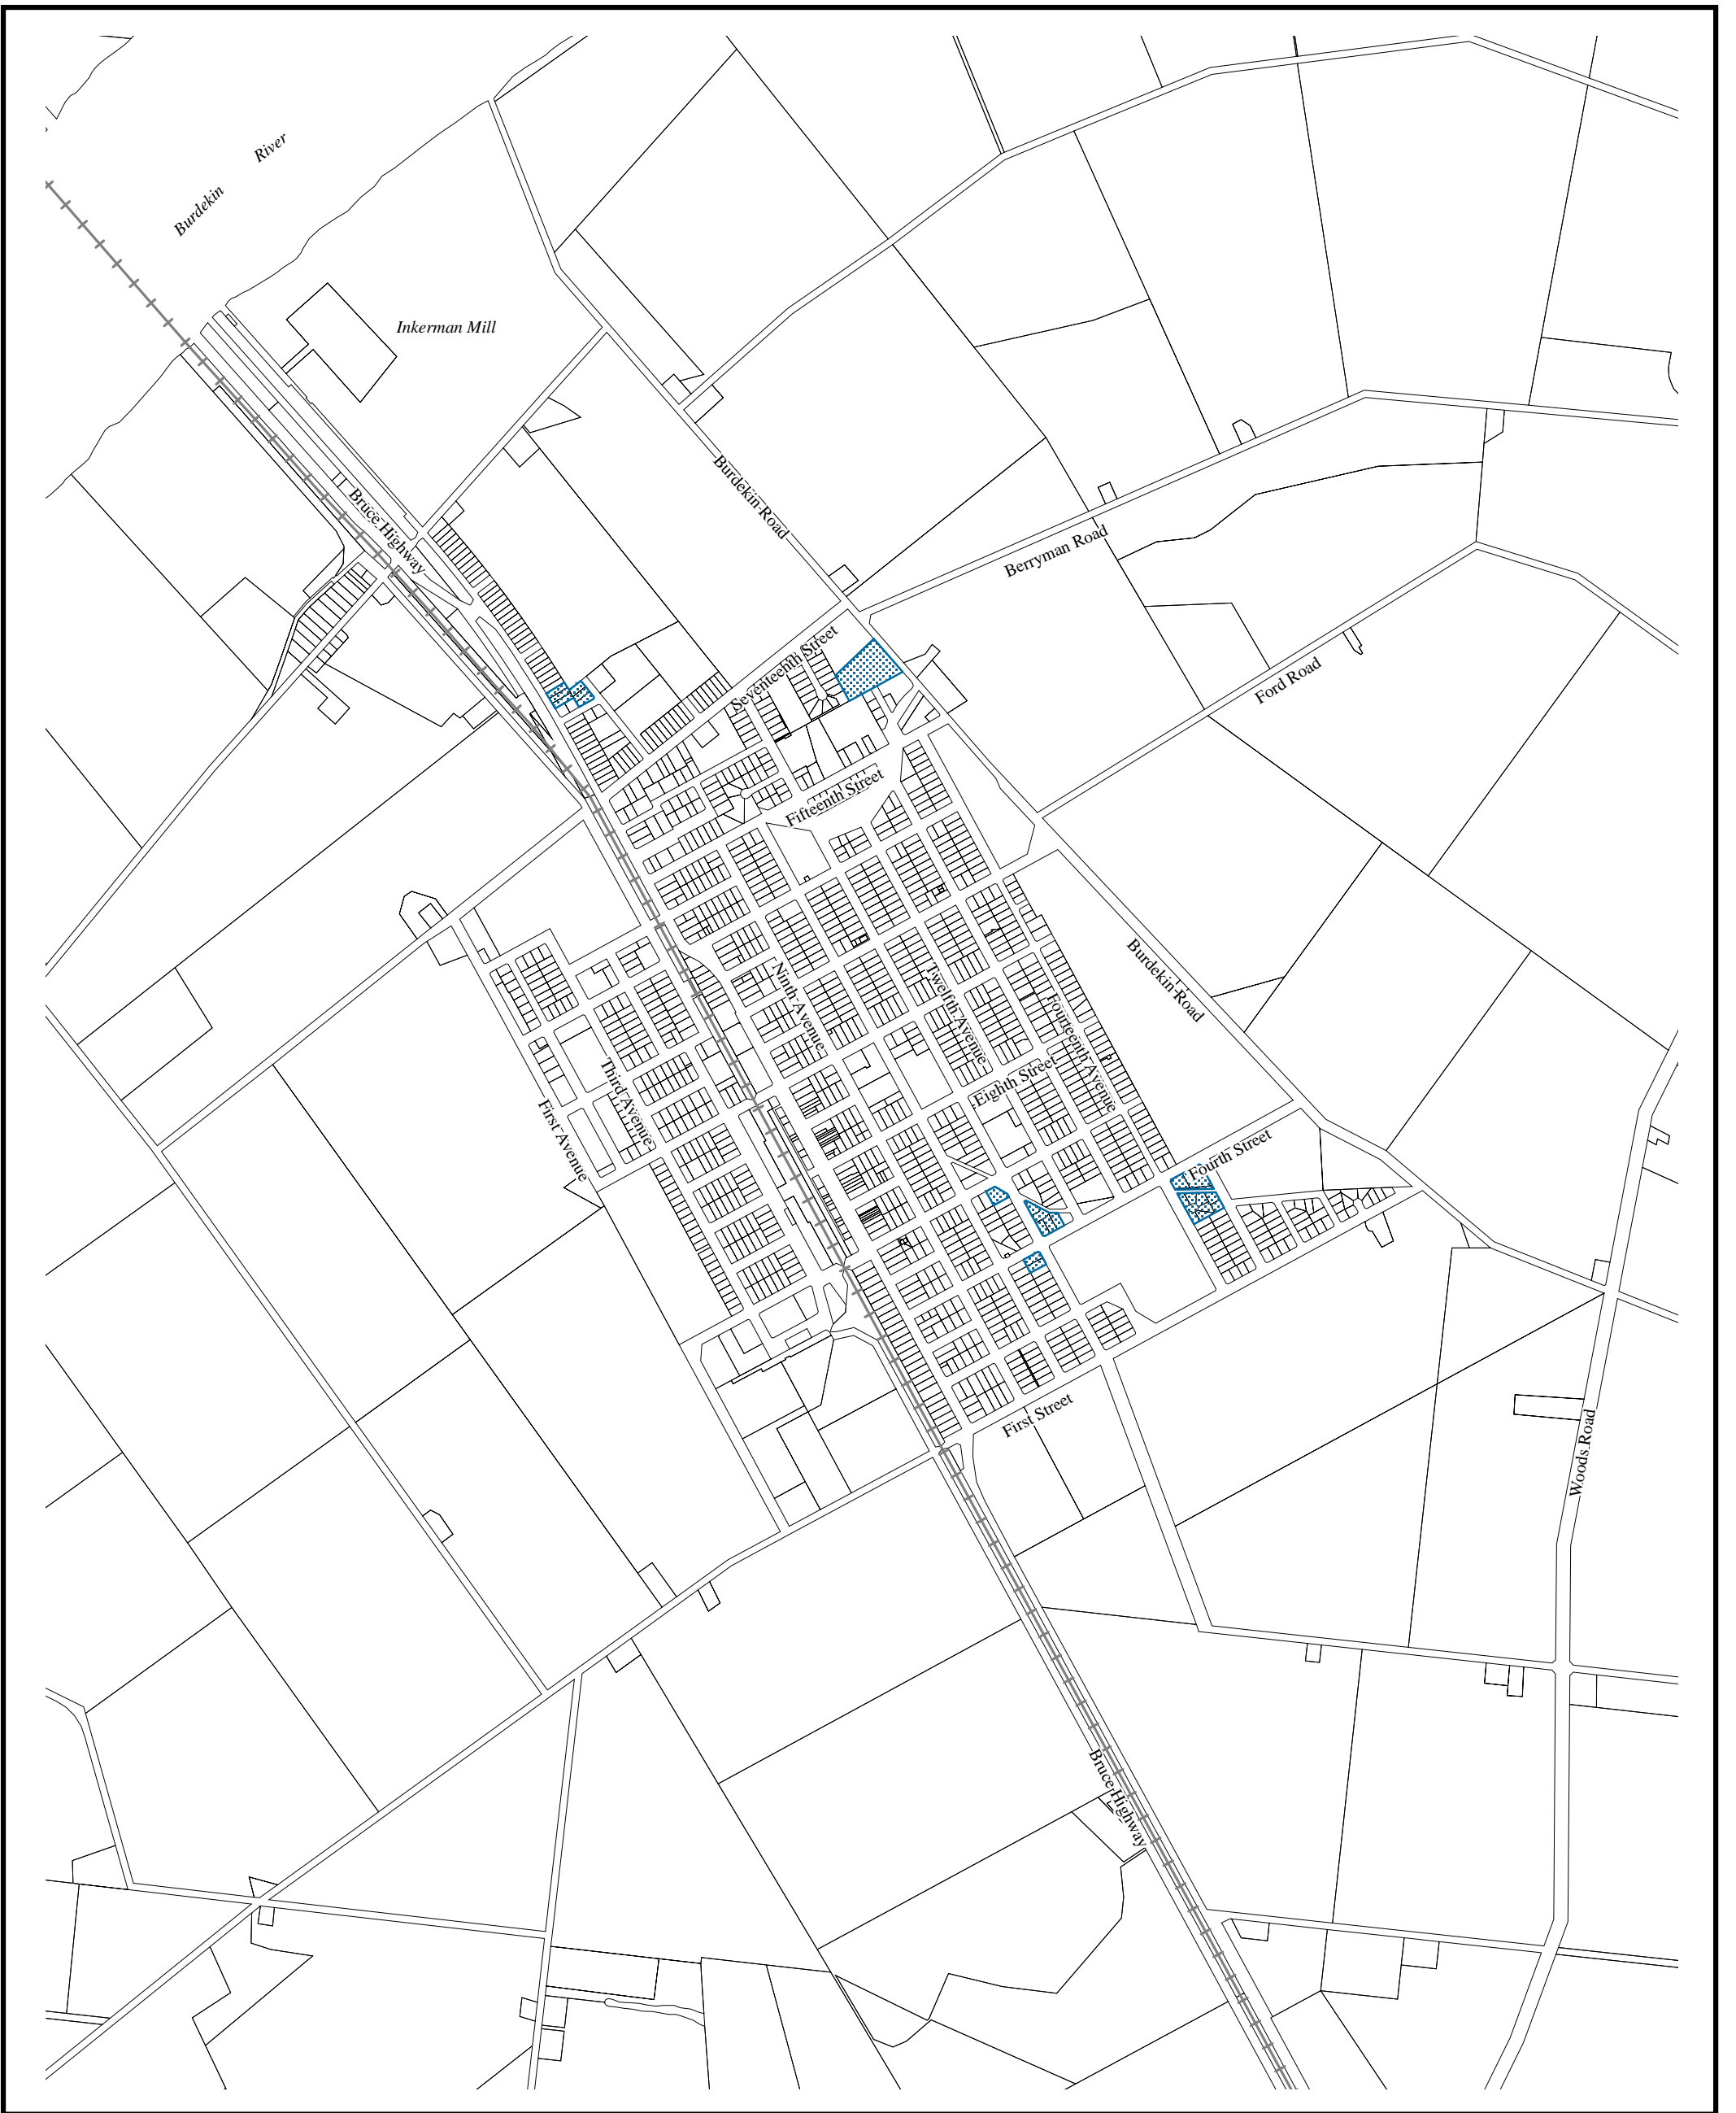 River
Burdekin
Inkerman Mill
Burdekin Road
Bruce Highway
Berryman Road
Seventeenth Street
Ford Road
Fifteenth Street
Burdekin Road
Ninth Avenue
Twelfth Avenue
Fourteenth Avenue
Eighth Street
Third Avenue
First Avenue
Fourth Street
First Street
Woods Road
Bruce Highway